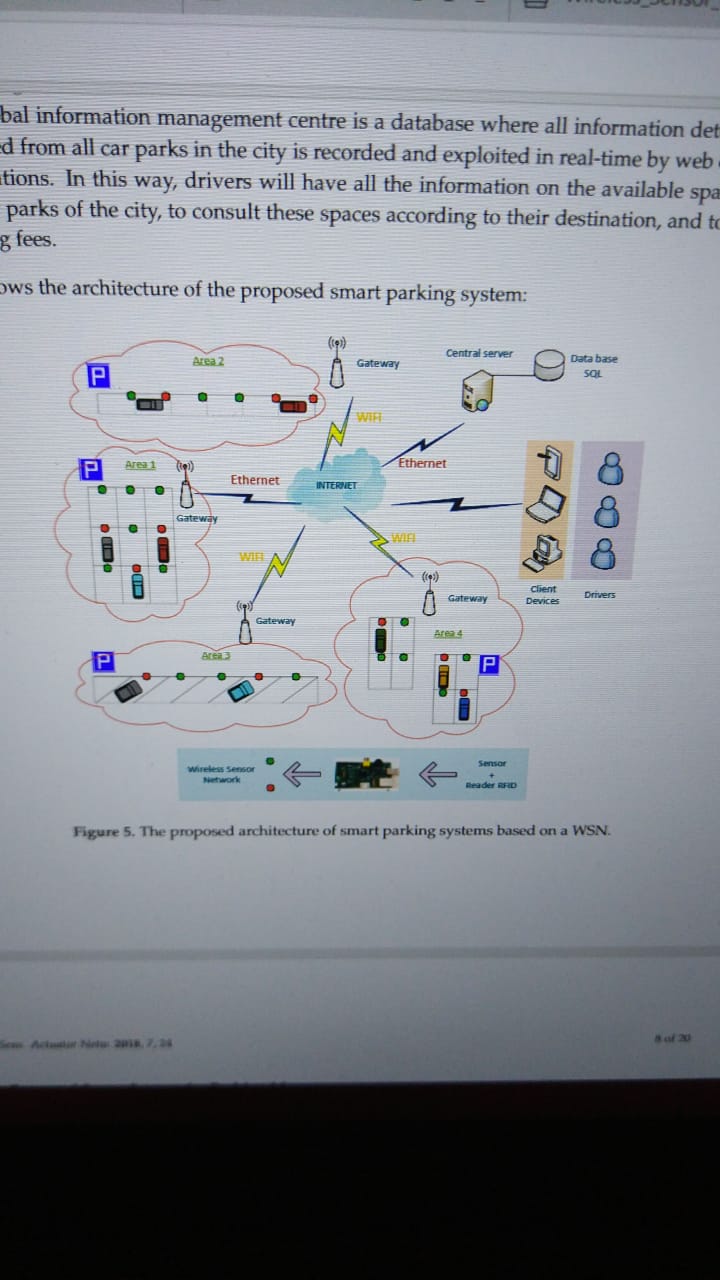 bal information management centre is a database where all information det
d from all car parks in the city is recorded and exploited in real-time by web
tions. In this way, drivers will have all the information on the available spa
parks of the city, to consult these spaces according to their destination, and to
g fees.
ows the architecture of the proposed smart parking system:
P
Area 2
Gateway
Central server
Data base
SQL
WIFI
P
Area 1
Ethernet
INTERNET
Ethernet
Gateway
WIFI
WIFI
Gateway
Gateway
Client
Devices
Drivers
P
Area 3
Area 4
P
Wireless Sensor
Network
Sensor
+
Reader RFID
Figure 5. The proposed architecture of smart parking systems based on a WSN.
Sens. Actuator Netw. 2018, 7, 24
8 of 20